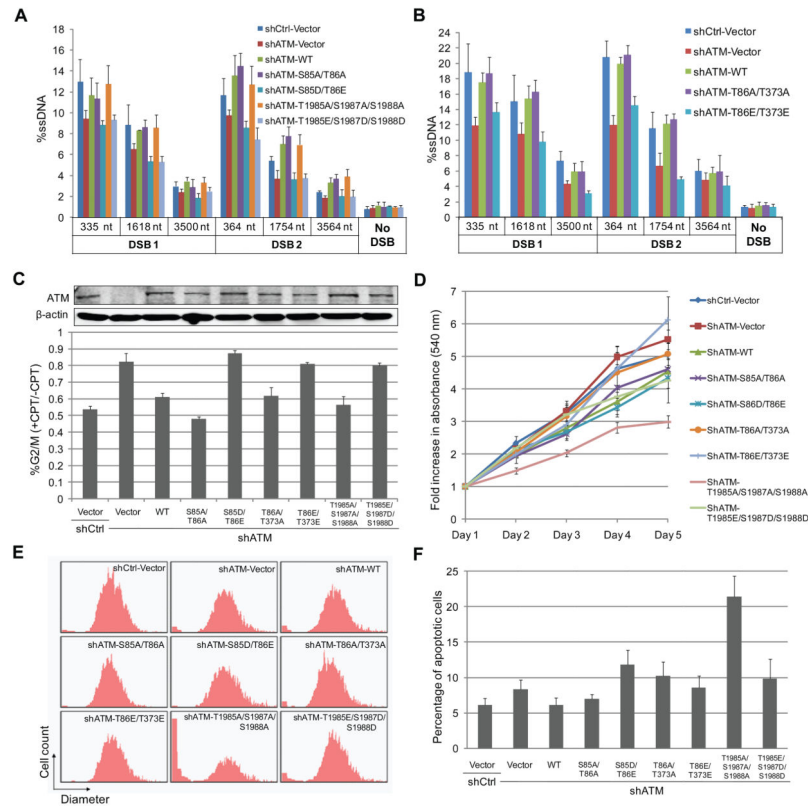 A
shCtrl-Vector
shATM-Vector
shATM-WT
shATM-S85A/T86A
shATM-S85D/T86E
shATM-T1985A/S1987A/S1988A
shATM-T1985E/S1987D/S1988D
%ssDNA
18
16
14
12
10
8
6
4
2
0
335 nt 1618 nt 3500 nt 364 nt 1754 nt 3564 nt
DSB 1 DSB 2
No
DSB
B
shCtrl-Vector
shATM-Vector
shATM-WT
shATM-T86A/T373A
shATM-T86E/T373E
%ssDNA
24
22
20
18
16
14
12
10
8
6
4
2
0
335 nt 1618 nt 3500 nt 364 nt 1754 nt 3564 nt
DSB 1 DSB 2
No
DSB
C
ATM
β-actin
%G2/M (+CPT/-CPT)
1
0.9
0.8
0.7
0.6
0.5
0.4
0.3
0.2
0.1
0
Vector Vector WT S85A/ S85D/ T86A/ T86E/ T1985A/ T1985E/
T86A T86E T373A T373E S1987A/ S1987D/
S1988A S1988D
shCtrl shATM
D
Fold increase in absorbance (540 nm)
7
6
5
4
3
2
1
0
Day 1 Day 2 Day 3 Day 4 Day 5
shCtrl-Vector
ShATM-Vector
ShATM-WT
ShATM-S85A/T86A
ShATM-S86D/T86E
ShATM-T86A/T373A
ShATM-T86E/T373E
ShATM-
T1985A/S1987A/S1988A
ShATM-
T1985E/S1987D/S1988D
E
shCtrl-Vector shATM-Vector shATM-WT
shATM-S85A/T86A shATM-S85D/T86E shATM-T86A/T373A
shATM-T86E/T373E shATM-T1985A/S1987A/ shATM-T1985E/S1987D/
S1988A S1988D
Cell count
Diameter
F
Percentage of apoptotic cells
25
20
15
10
5
0
Vector Vector WT S85A/ S85D/ T86A/ T86E/ T1985A/ T1985E/
T86A T86E T373A T373E S1987A/ S1987D/
S1988A S1988D
shCtrl shATM